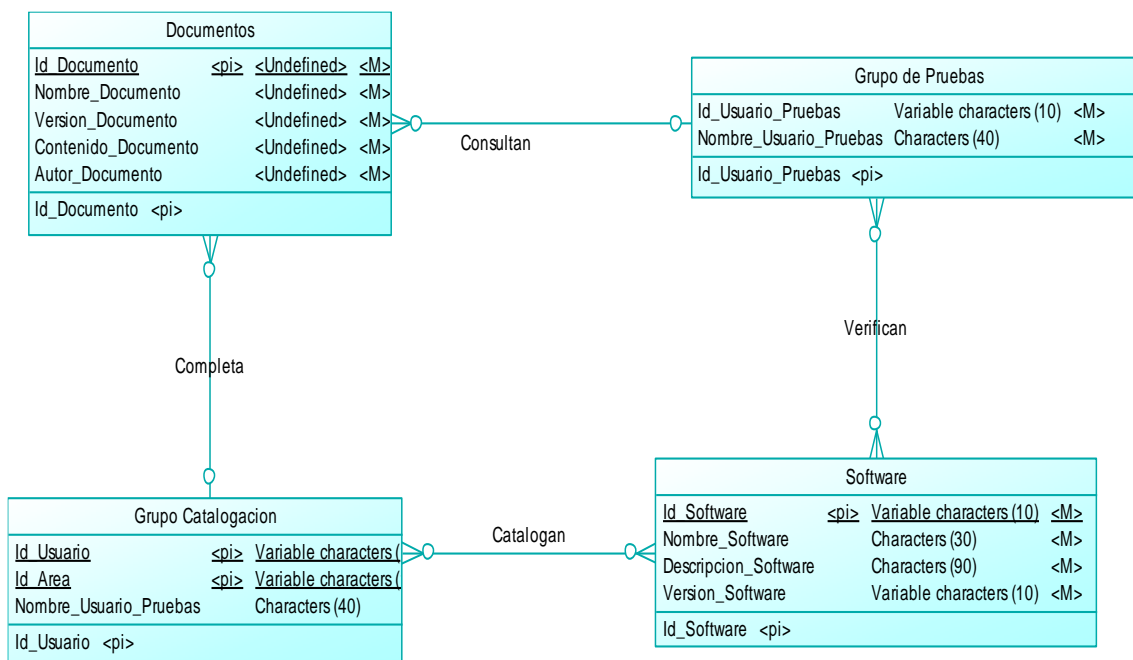 Documentos
Id_Documento <pi> <Undefined> <M>
Nombre_Documento <Undefined> <M>
Version_Documento <Undefined> <M>
Contenido_Documento <Undefined> <M>
Autor_Documento <Undefined> <M>
Id_Documento <pi>
Grupo de Pruebas
Id_Usuario_Pruebas Variable characters (10) <M>
Nombre_Usuario_Pruebas Characters (40) <M>
Id_Usuario_Pruebas <pi>
Consultan
Verifican
Completa
Catalogan
Grupo Catalogacion
Id_Usuario <pi> Variable characters (
Id_Area <pi> Variable characters (
Nombre_Usuario_Pruebas Characters (40)
Id_Usuario <pi>
Software
Id_Software <pi> Variable characters (10) <M>
Nombre_Software Characters (30) <M>
Descripcion_Software Characters (90) <M>
Version_Software Variable characters (10) <M>
Id_Software <pi>